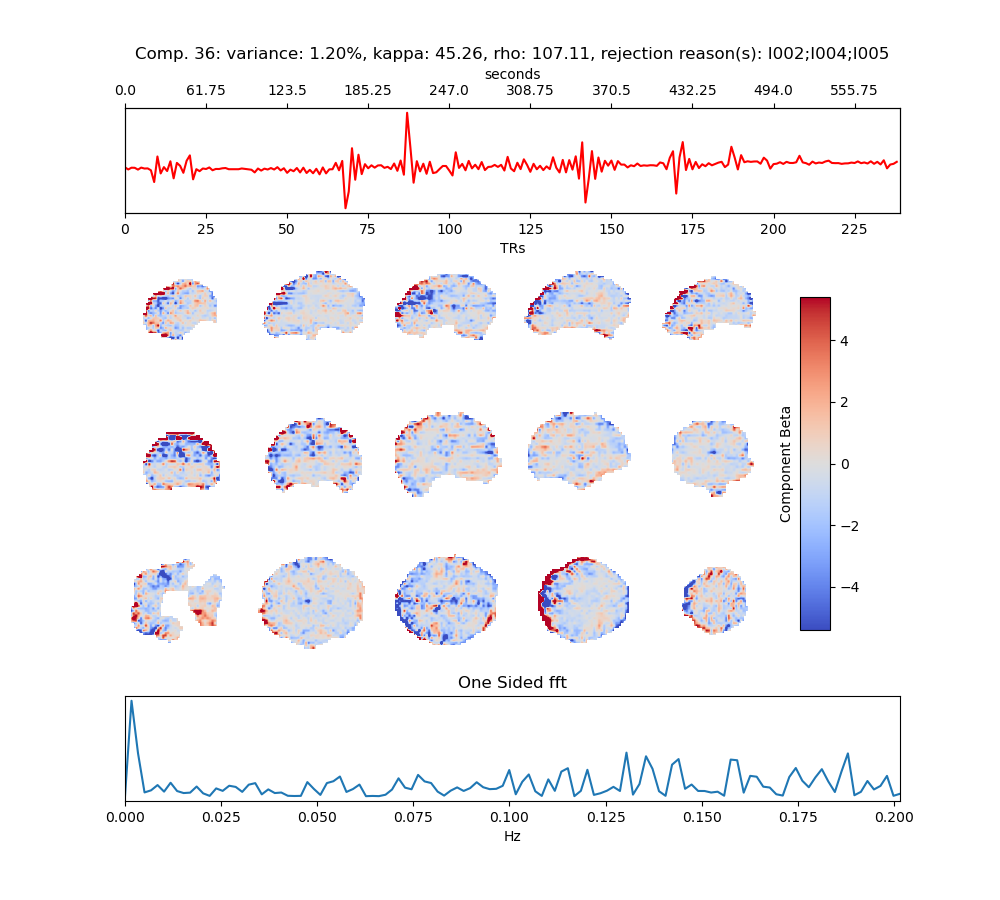 Comp. 36: variance: 1.20%, kappa: 45.26, rho: 107.11, rejection reason(s): I002;I004;I005
seconds
0.0 61.75 123.5 185.25 247.0 308.75 370.5 432.25 494.0 555.75
0 25 50 75 100 125 150 175 200 225
TRs
4
2
0
−2
−4
Component Beta
One Sided fft
0.000 0.025 0.050 0.075 0.100 0.125 0.150 0.175 0.200
Hz